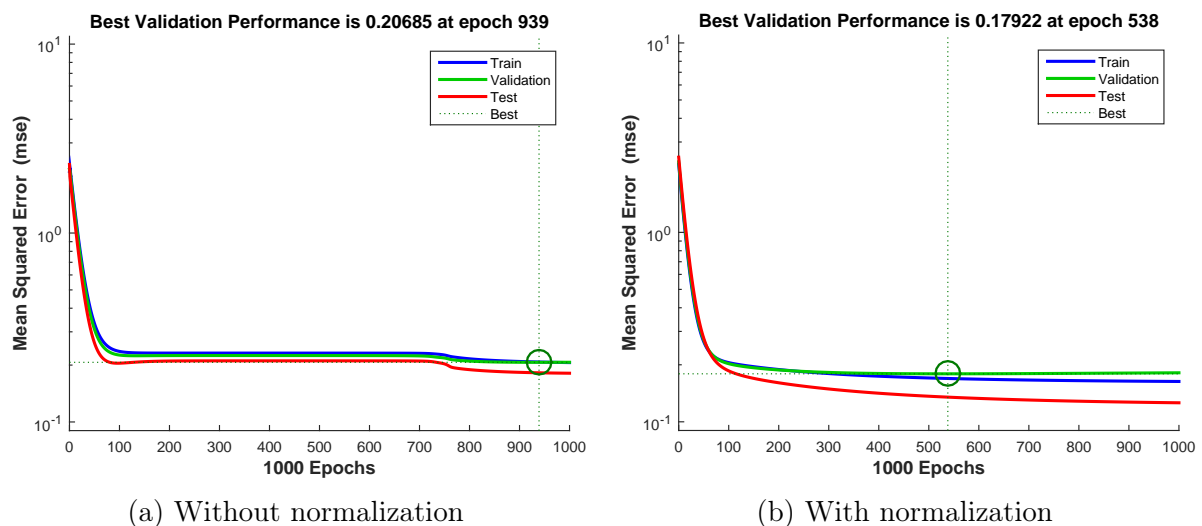 Best Validation Performance is 0.20685 at epoch 939
10^1
10^0
10^-1
Mean Squared Error (mse)
Train
Validation
Test
Best
0 100 200 300 400 500 600 700 800 900 1000
1000 Epochs
(a) Without normalization
Best Validation Performance is 0.17922 at epoch 538
10^1
10^0
10^-1
Mean Squared Error (mse)
Train
Validation
Test
Best
0 100 200 300 400 500 600 700 800 900 1000
1000 Epochs
(b) With normalization